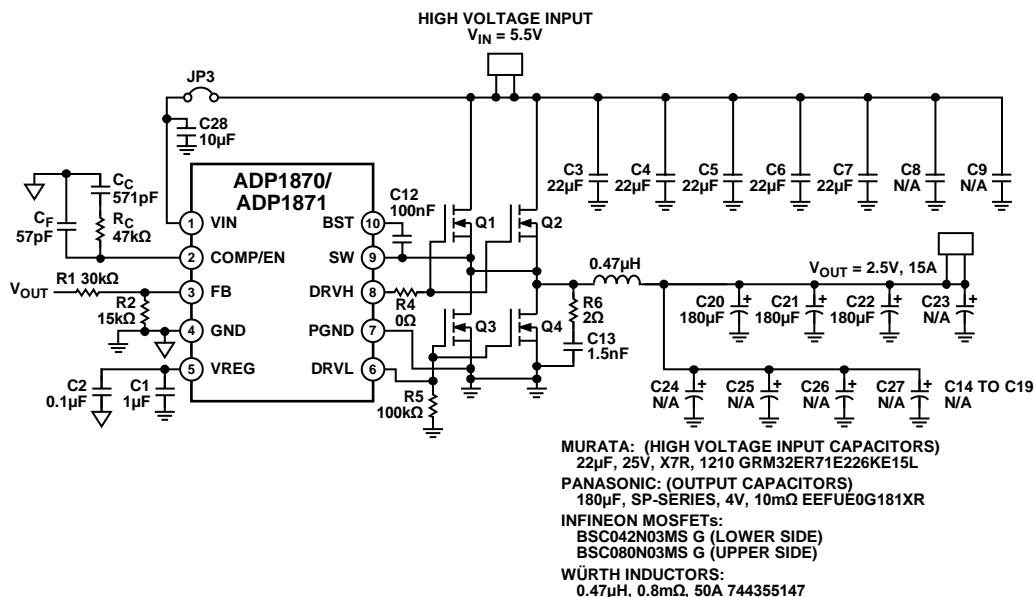 HIGH VOLTAGE INPUT
VIN = 5.5V
JP3
C28
10µF
C3
22µF
C4
22µF
C5
22µF
C6
22µF
C7
22µF
C8
N/A
C9
N/A
ADP1870/
ADP1871
CC
571pF
CF
57pF
RC
47kΩ
1 VIN
2 COMP/EN
3 FB
4 GND
5 VREG
BST 10
SW 9
DRVH 8
PGND 7
DRVL 6
C12
100nF
Q1
Q2
Q3
Q4
VOUT
R1 30kΩ
R2
15kΩ
C2
0.1µF
C1
1µF
R4
0Ω
R5
100kΩ
0.47µH
R6
2Ω
C13
1.5nF
VOUT = 2.5V, 15A
C20
180µF
C21
180µF
C22
180µF
C23
N/A
C24
N/A
C25
N/A
C26
N/A
C27
N/A
C14 TO C19
N/A
+
+
+
+
+
+
+
+
MURATA: (HIGH VOLTAGE INPUT CAPACITORS)
22µF, 25V, X7R, 1210 GRM32ER71E226KE15L
PANASONIC: (OUTPUT CAPACITORS)
180µF, SP-SERIES, 4V, 10mΩ EEFUE0G181XR
INFINEON MOSFETs:
BSC042N03MS G (LOWER SIDE)
BSC080N03MS G (UPPER SIDE)
WÜRTH INDUCTORS:
0.47µH, 0.8mΩ, 50A 744355147